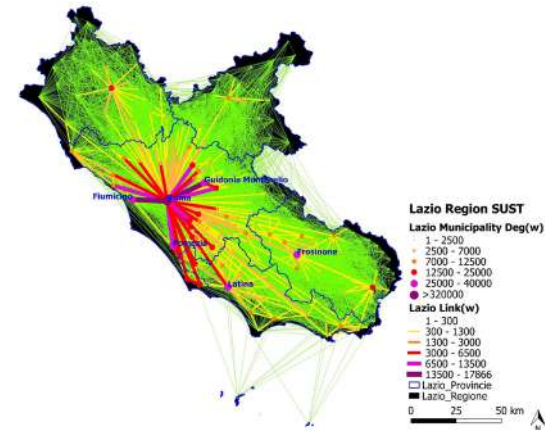 Guidonia Montecelio
Fiumicino
Roma
Pomezia
Frosinone
Latina
Lazio Region SUST
Lazio Municipality Deg(w)
1 - 2500
2500 - 7000
7000 - 12500
12500 - 25000
25000 - 40000
>320000
Lazio Link(w)
1 - 300
300 - 1300
1300 - 3000
3000 - 6500
6500 - 13500
13500 - 17866
Lazio_Provincie
Lazio_Regione
0 25 50 km
N